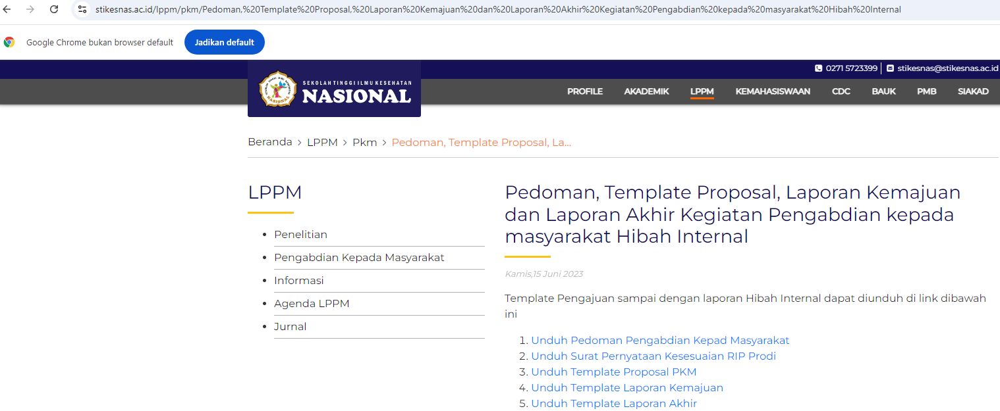 stikesnas.ac.id/lppm/pkm/Pedoman,%20Template%20Proposal,%20Laporan%20Kemajuan%20dan%20Laporan%20Akhir%20Kegiatan%20Pengabdian%20kepada%20masyarakat%20Hibah%20Internal
Google Chrome bukan browser default
Jadikan default
0271 5723399
stikesnas@stikesnas.ac.id
SEKOLAH TINGGI ILMU KESEHATAN
NASIONAL
PROFILE AKADEMIK LPPM KEMAHASISWAAN CDC BAUK PMB SIAKAD
Beranda > LPPM > Pkm > Pedoman, Template Proposal, La...
LPPM
• Penelitian
• Pengabdian Kepada Masyarakat
• Informasi
• Agenda LPPM
• Jurnal
Pedoman, Template Proposal, Laporan Kemajuan
dan Laporan Akhir Kegiatan Pengabdian kepada
masyarakat Hibah Internal
Kamis,15 Juni 2023
Template Pengajuan sampai dengan laporan Hibah Internal dapat diunduh di link dibawah
ini
1. Unduh Pedoman Pengabdian Kepad Masyarakat
2. Unduh Surat Pernyataan Kesesuaian RIP Prodi
3. Unduh Template Proposal PKM
4. Unduh Template Laporan Kemajuan
5. Unduh Template Laporan Akhir